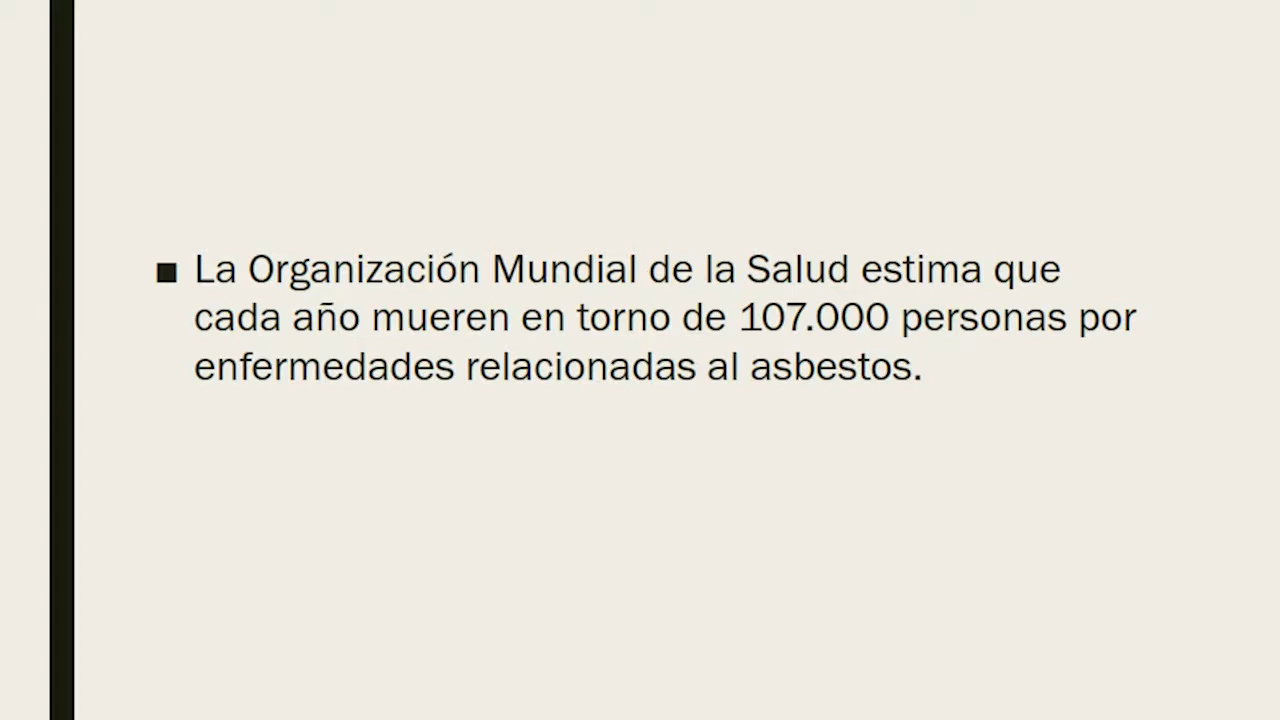 ■ La Organización Mundial de la Salud estima que
cada año mueren en torno de 107.000 personas por
enfermedades relacionadas al asbestos.